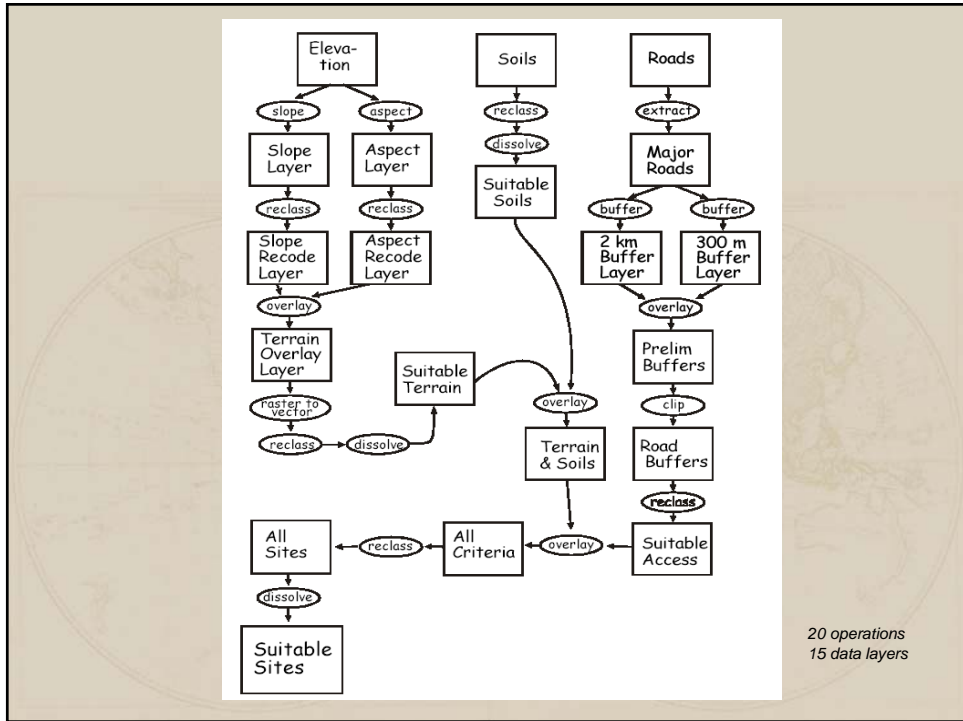 Eleva-
tion
Soils
Roads
slope
aspect
reclass
extract
dissolve
Slope
Layer
Aspect
Layer
Major
Roads
Suitable
Soils
reclass
reclass
buffer
buffer
Slope
Recode
Layer
Aspect
Recode
Layer
2 km
Buffer
Layer
300 m
Buffer
Layer
overlay
overlay
Terrain
Overlay
Layer
Suitable
Terrain
Prelim
Buffers
raster to
vector
overlay
clip
reclass
dissolve
Terrain
& Soils
Road
Buffers
reclass
All
Sites
reclass
All
Criteria
overlay
Suitable
Access
dissolve
Suitable
Sites
20 operations
15 data layers